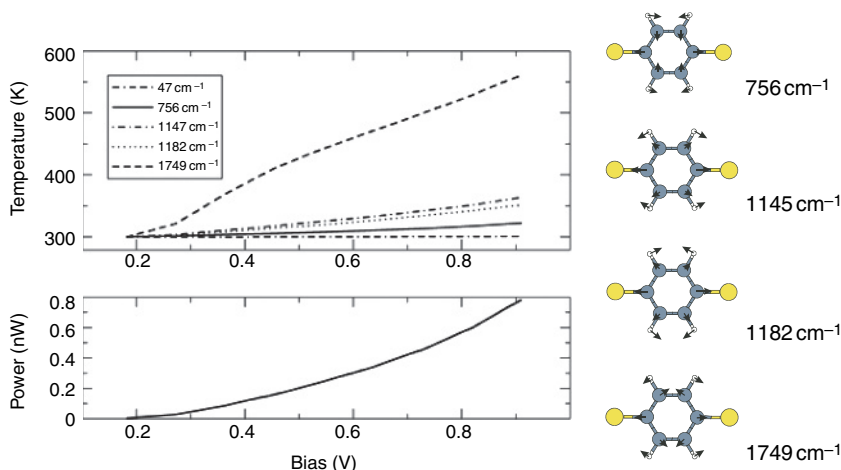 600
500
400
300
Temperature (K)
47 cm⁻¹
756 cm⁻¹
1147 cm⁻¹
1182 cm⁻¹
1749 cm⁻¹
0.2 0.4 0.6 0.8
0.8
0.6
0.4
0.2
0
Power (nW)
0.2 0.4 0.6 0.8
Bias (V)
756 cm⁻¹
1145 cm⁻¹
1182 cm⁻¹
1749 cm⁻¹